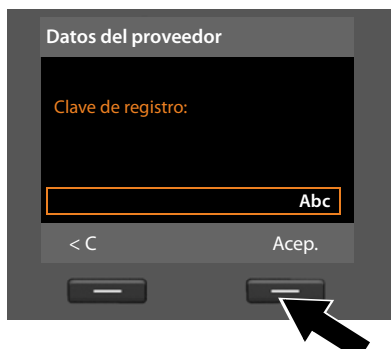 Datos del proveedor
Clave de registro:
Abc
< C Acep.